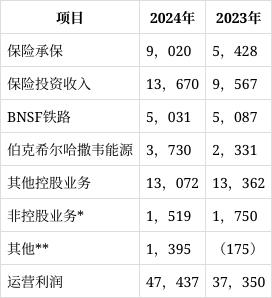 项目 2024年 2023年
保险承保 9，020 5，428
保险投资收入 13，670 9，567
BNSF铁路 5，031 5，087
伯克希尔哈撒韦能源 3，730 2，331
其他控股业务 13，072 13，362
非控股业务* 1，519 1，750
其他** 1，395 （175）
运营利润 47，437 37，350